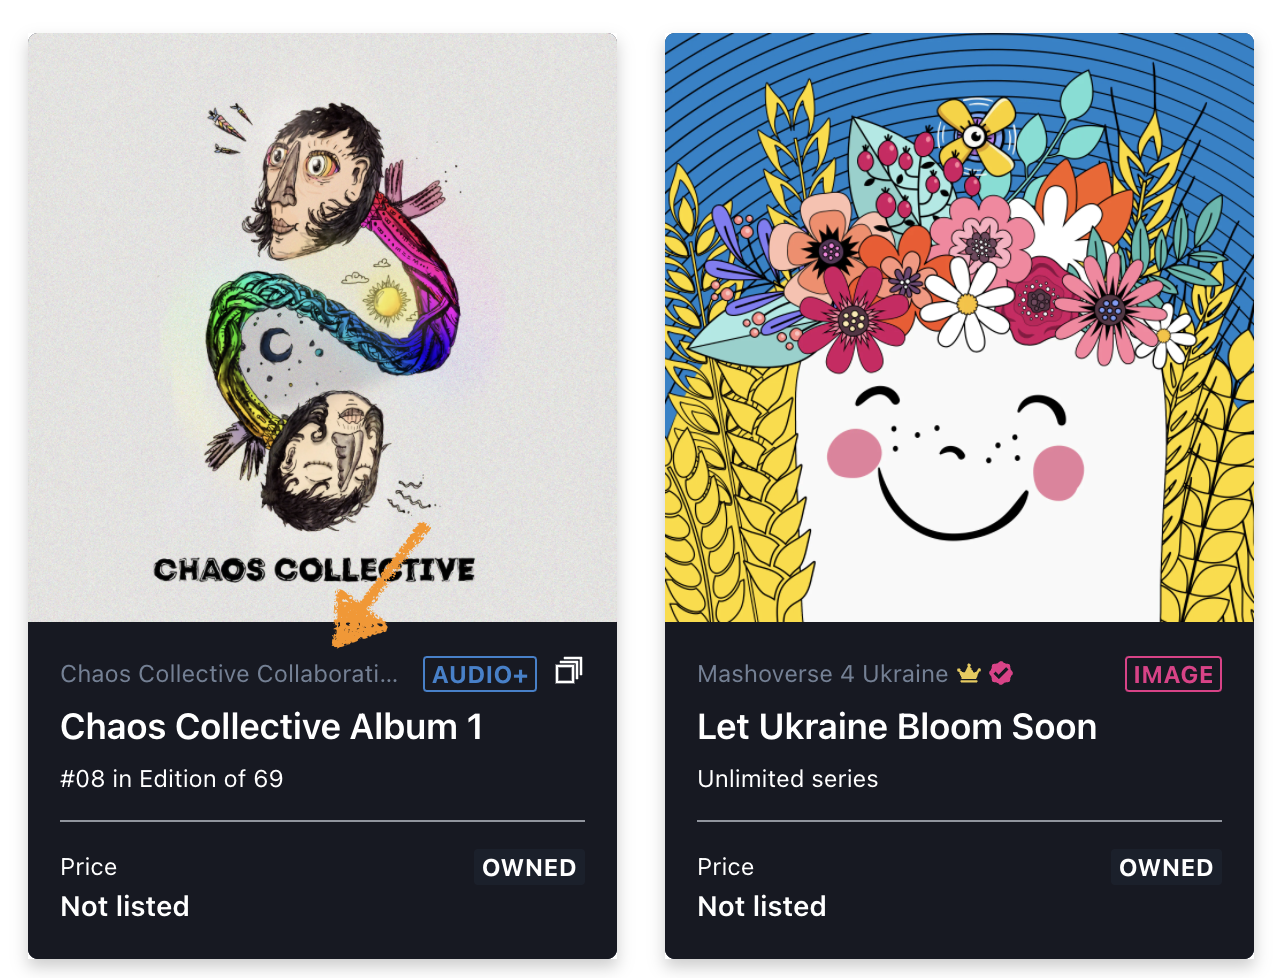 CHAOS COLLECTIVE
Chaos Collective Collaborati...
AUDIO+
Chaos Collective Album 1
#08 in Edition of 69
Price
OWNED
Not listed
Mashoverse 4 Ukraine
IMAGE
Let Ukraine Bloom Soon
Unlimited series
Price
OWNED
Not listed